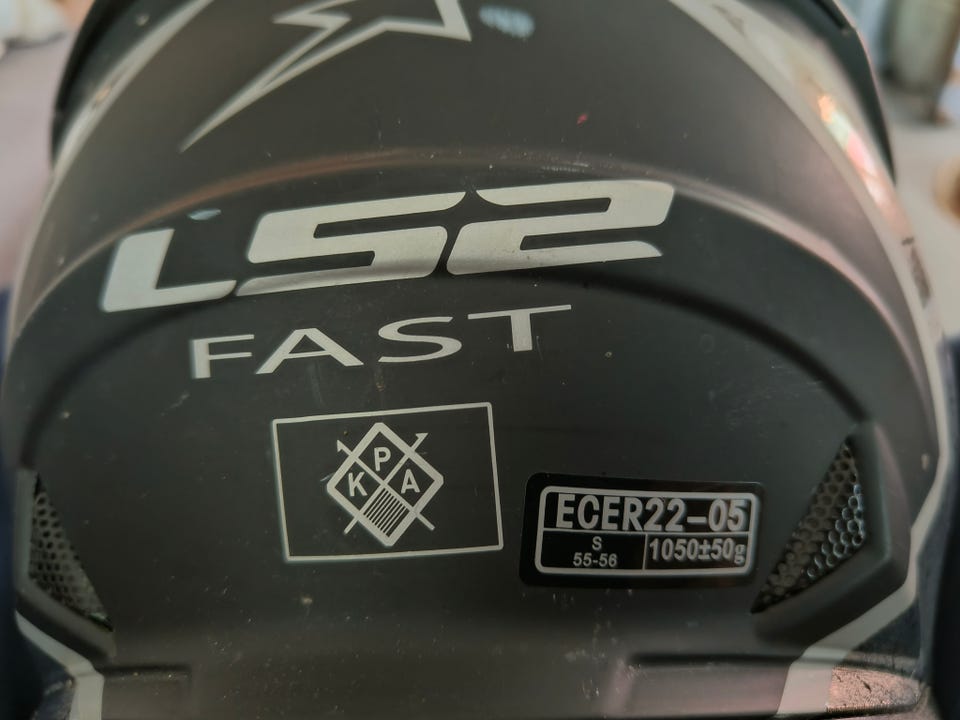 LS2
FAST
P
K A
ECER22-05
S
55-56
1050±50g